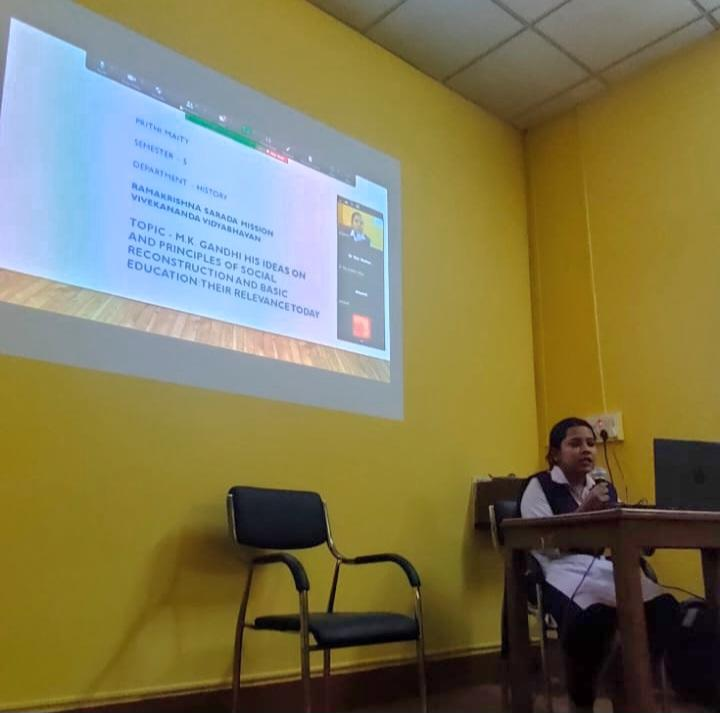 PRITHI MAITY
SEMESTER - 5
DEPARTMENT - HISTORY
RAMAKRISHNA SARADA MISSION
VIVEKANANDA VIDYABHAVAN
TOPIC - M.K. GANDHI HIS IDEAS ON
AND PRINCIPLES OF SOCIAL
RECONSTRUCTION AND BASIC
EDUCATION THEIR RELEVANCE TODAY